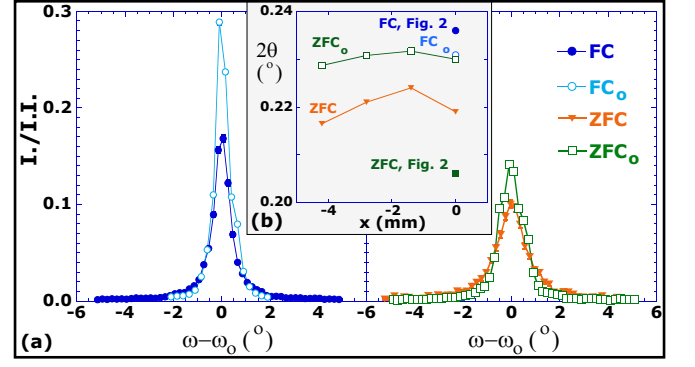 0.3
0.2
0.1
0.0
I./I.I.
-6 -4 -2 0 2 4 6
ω−ωo (°)
(a)
0.24
0.22
0.20
2θ
(°)
FC, Fig. 2
FCo
ZFCo
ZFC
ZFC, Fig. 2
-4 -2 0
x (mm)
(b)
FC
FCo
ZFC
ZFCo
-6 -4 -2 0 2 4 6
ω−ωo (°)